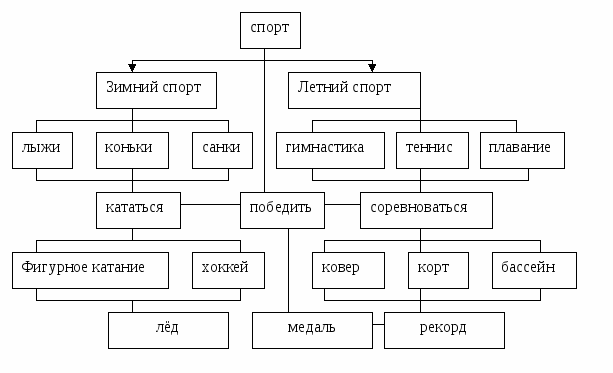 спорт
Зимний спорт
Летний спорт
лыжи
коньки
санки
гимнастика
теннис
плавание
кататься
победить
соревноваться
Фигурное катание
хоккей
ковер
корт
бассейн
лёд
медаль
рекорд